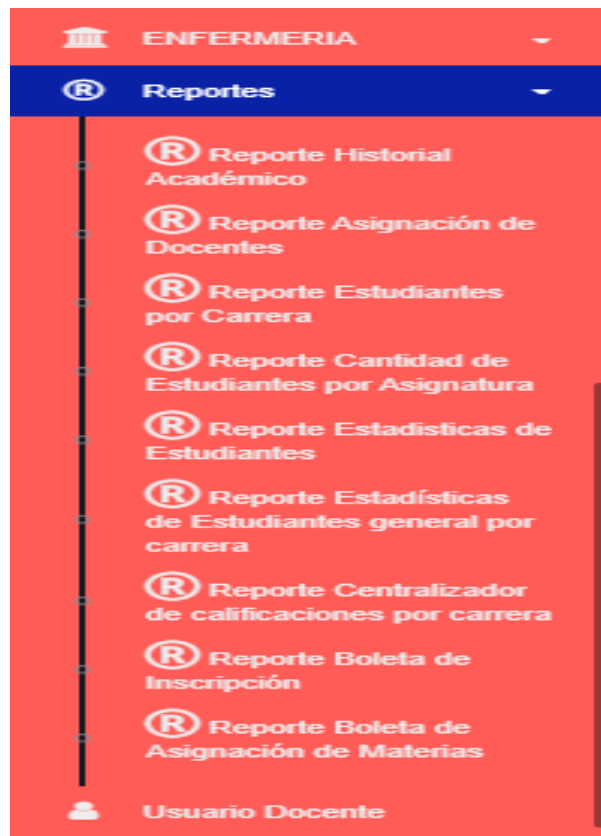 ENFERMERIA
® Reportes
® Reporte Historial
Académico
® Reporte Asignación de
Docentes
® Reporte Estudiantes
por Carrera
® Reporte Cantidad de
Estudiantes por Asignatura
® Reporte Estadisticas de
Estudiantes
® Reporte Estadísticas
de Estudiantes general por
carrera
® Reporte Centralizador
de calificaciones por carrera
® Reporte Boleta de
Inscripción
® Reporte Boleta de
Asignación de Materias
Usuario Docente